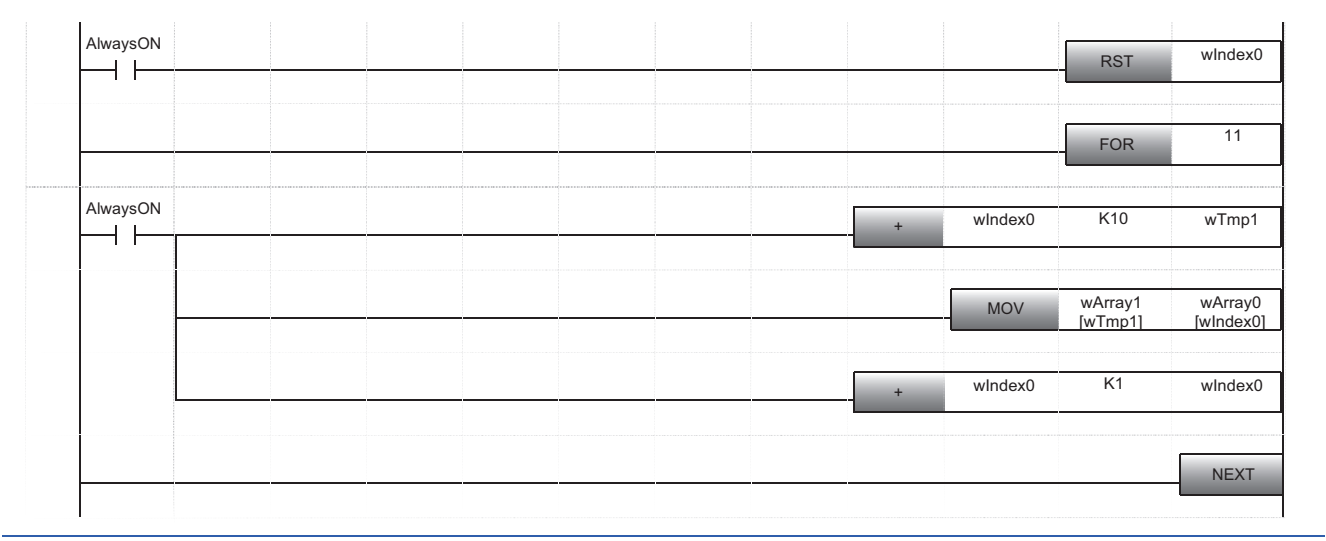 AlwaysON
RST wIndex0
FOR 11
AlwaysON
+ wIndex0 K10 wTmp1
MOV wArray1 wArray0
[wTmp1] [wIndex0]
+ wIndex0 K1 wIndex0
NEXT